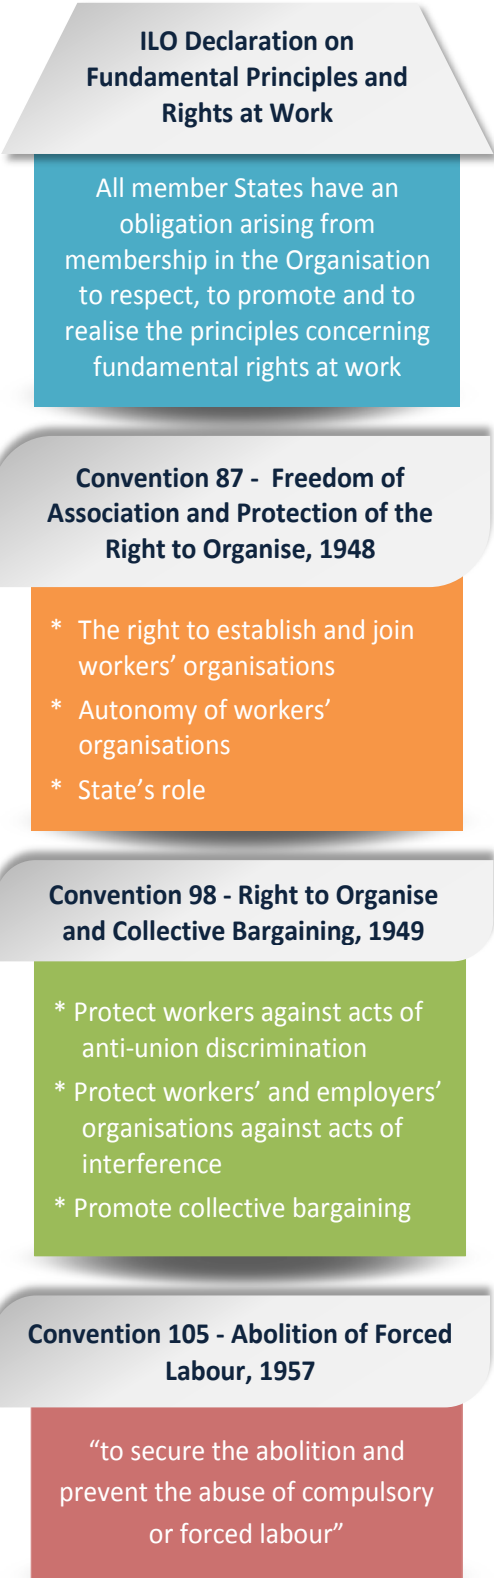 ILO Declaration on
Fundamental Principles and
Rights at Work
All member States have an
obligation arising from
membership in the Organisation
to respect, to promote and to
realise the principles concerning
fundamental rights at work
Convention 87 - Freedom of
Association and Protection of the
Right to Organise, 1948
* The right to establish and join
workers’ organisations
* Autonomy of workers’
organisations
* State’s role
Convention 98 - Right to Organise
and Collective Bargaining, 1949
* Protect workers against acts of
anti-union discrimination
* Protect workers’ and employers’
organisations against acts of
interference
* Promote collective bargaining
Convention 105 - Abolition of Forced
Labour, 1957
“to secure the abolition and
prevent the abuse of compulsory
or forced labour”